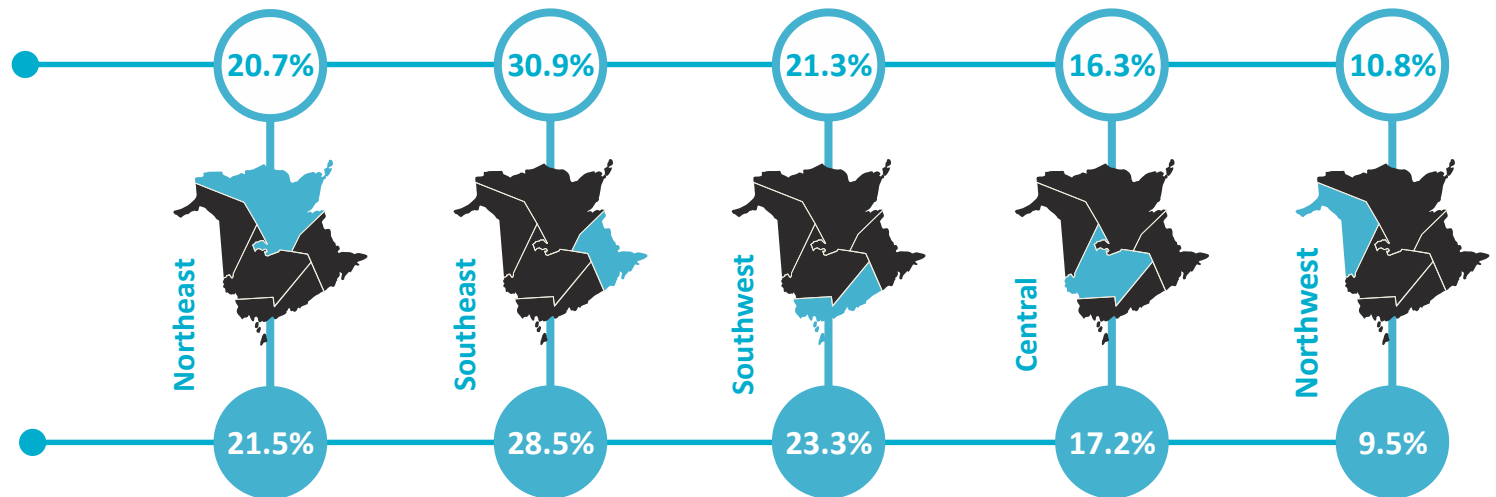 20.7%
30.9%
21.3%
16.3%
10.8%
Northeast
Southeast
Southwest
Central
Northwest
21.5%
28.5%
23.3%
17.2%
9.5%